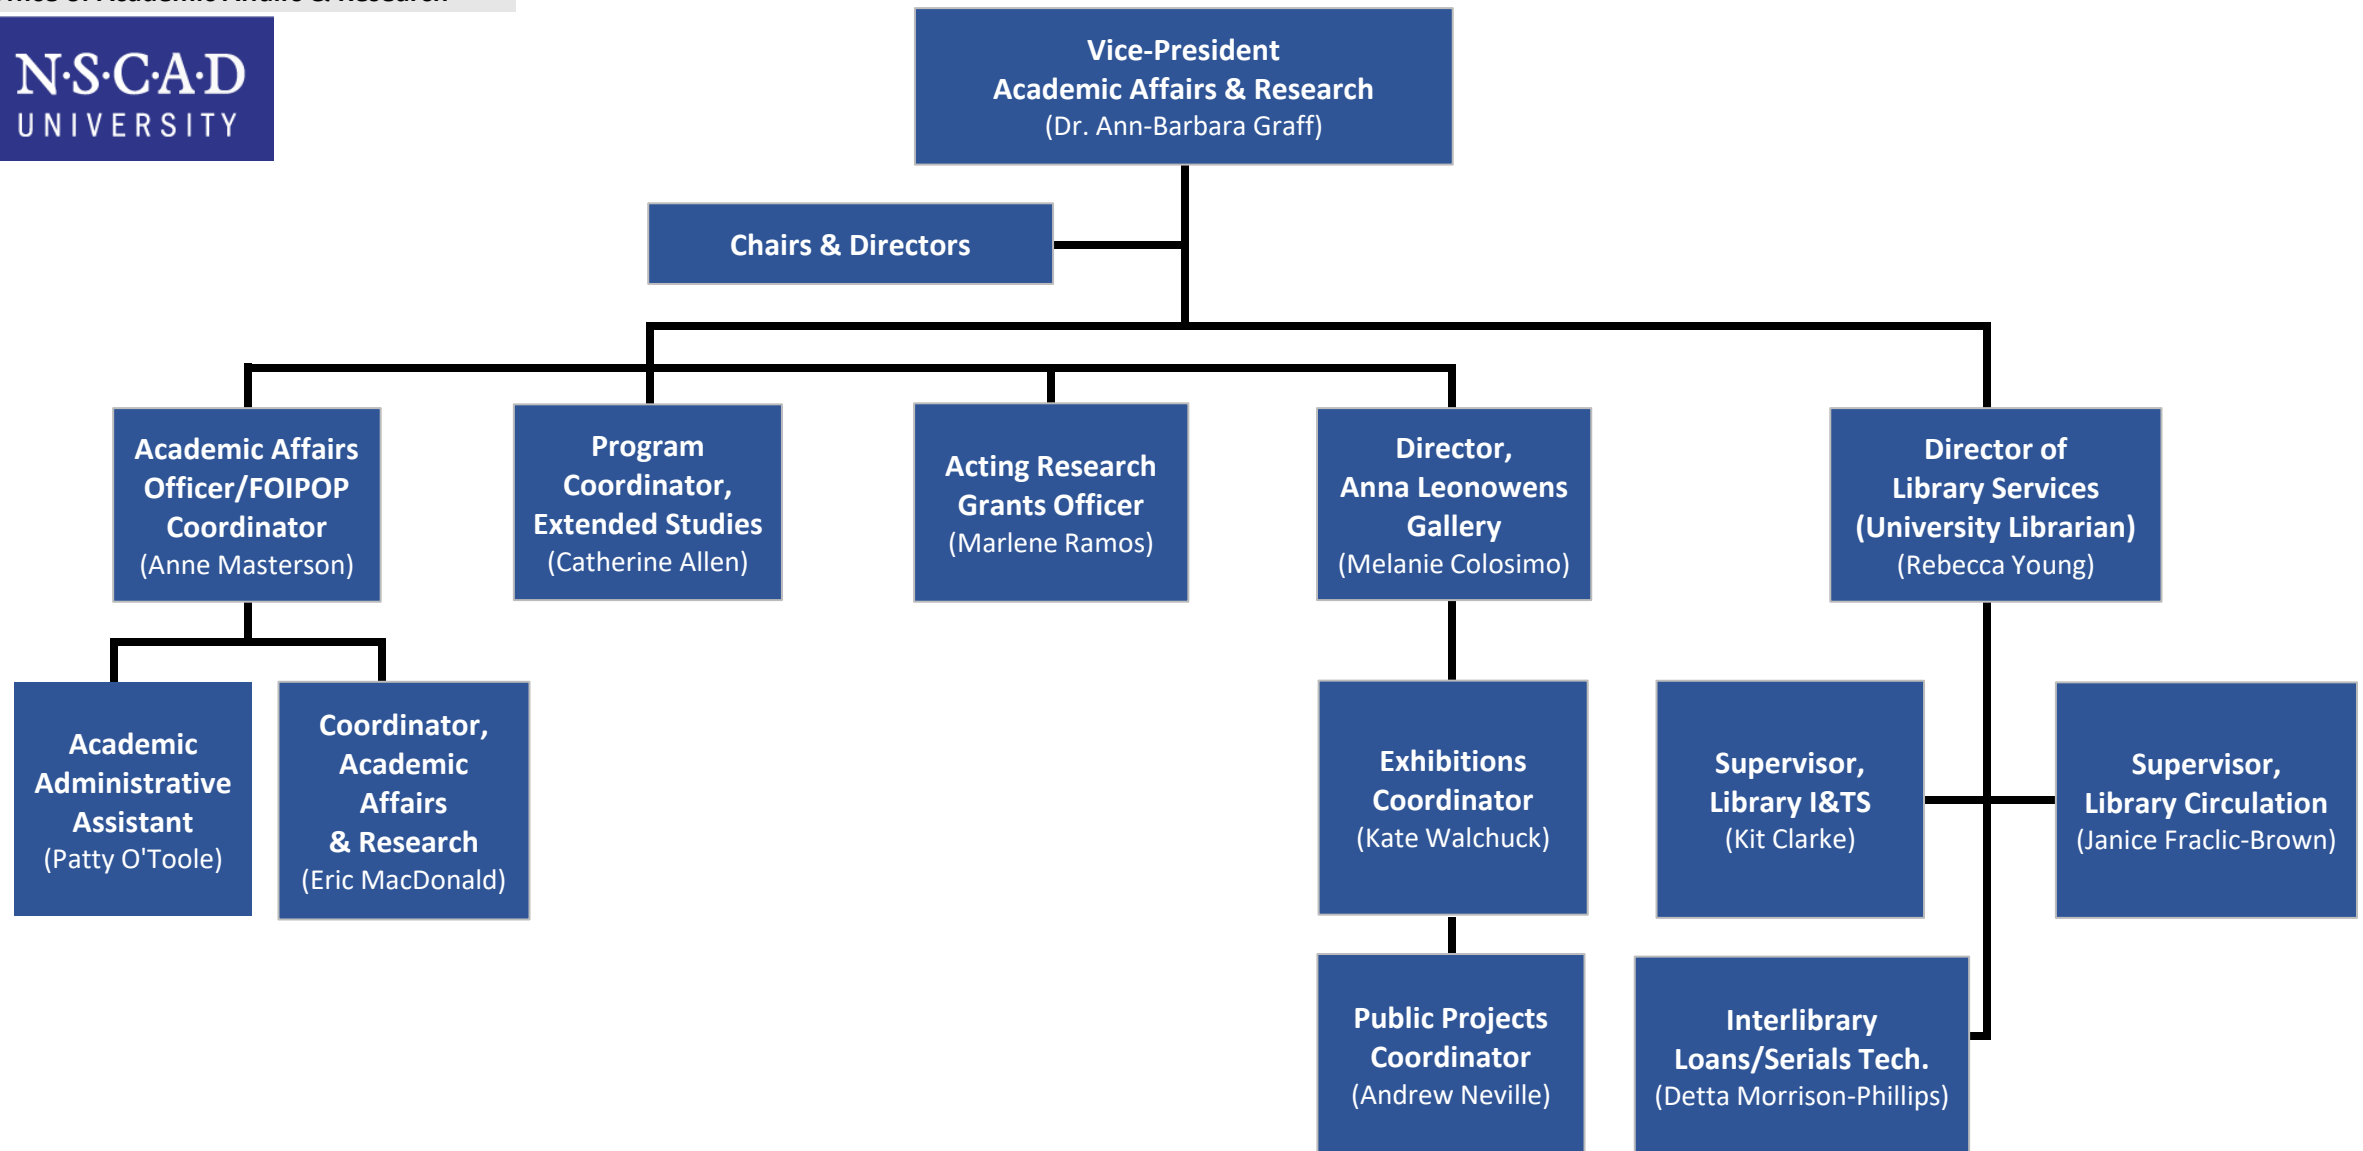 of Academic Affairs & Research
N·S·C·A·D
UNIVERSITY
Vice-President
Academic Affairs & Research
(Dr. Ann-Barbara Graff)
Chairs & Directors
Academic Affairs
Officer/FOIPOP
Coordinator
(Anne Masterson)
Program
Coordinator,
Extended Studies
(Catherine Allen)
Acting Research
Grants Officer
(Marlene Ramos)
Director,
Anna Leonowens
Gallery
(Melanie Colosimo)
Director of
Library Services
(University Librarian)
(Rebecca Young)
Academic
Administrative
Assistant
(Patty O'Toole)
Coordinator,
Academic
Affairs
& Research
(Eric MacDonald)
Exhibitions
Coordinator
(Kate Walchuck)
Supervisor,
Library I&TS
(Kit Clarke)
Supervisor,
Library Circulation
(Janice Fraclic-Brown)
Public Projects
Coordinator
(Andrew Neville)
Interlibrary
Loans/Serials Tech.
(Detta Morrison-Phillips)